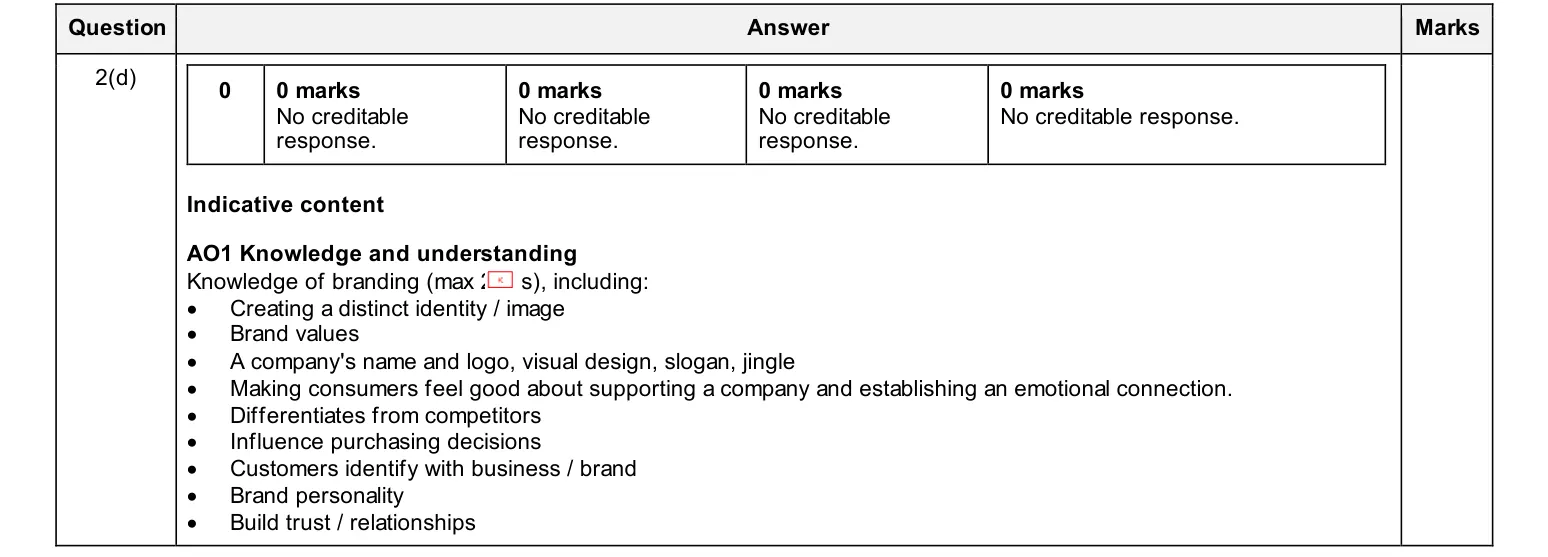 Question Answer Marks
2(d)
0 0 marks 0 marks 0 marks 0 marks
No creditable No creditable No creditable No creditable response.
response. response. response.
Indicative content
AO1 Knowledge and understanding
Knowledge of branding (max s), including:
• Creating a distinct identity / image
• Brand values
• A company's name and logo, visual design, slogan, jingle
• Making consumers feel good about supporting a company and establishing an emotional connection.
• Differentiates from competitors
• Influence purchasing decisions
• Customers identify with business / brand
• Brand personality
• Build trust / relationships